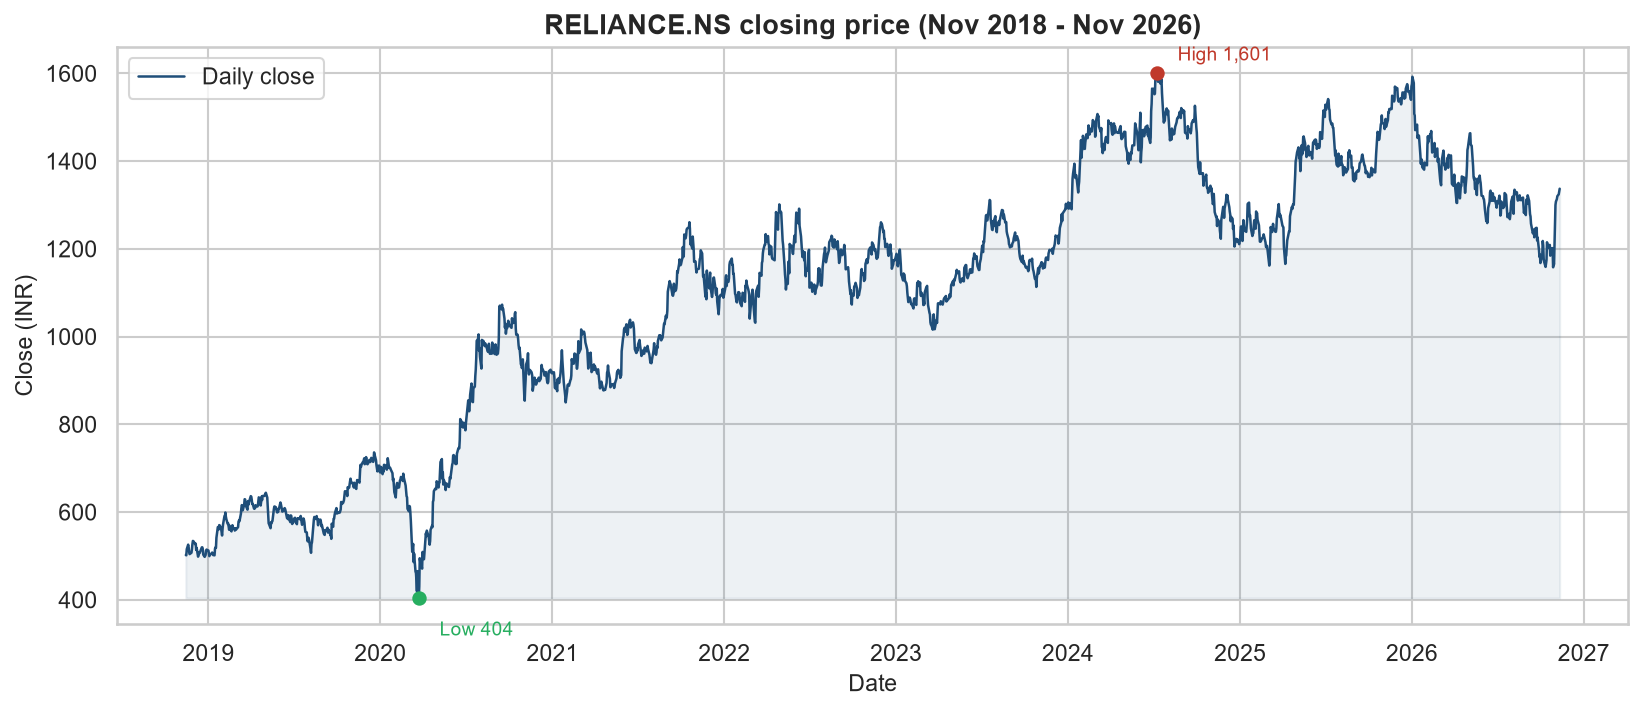 RELIANCE.NS closing price (Nov 2018 - Nov 2026)
High 1,601
Daily close
1600
1400
1200
1000
800
600
400
Close (INR)
Low 404
2019 2020 2021 2022 2023 2024 2025 2026 2027
Date